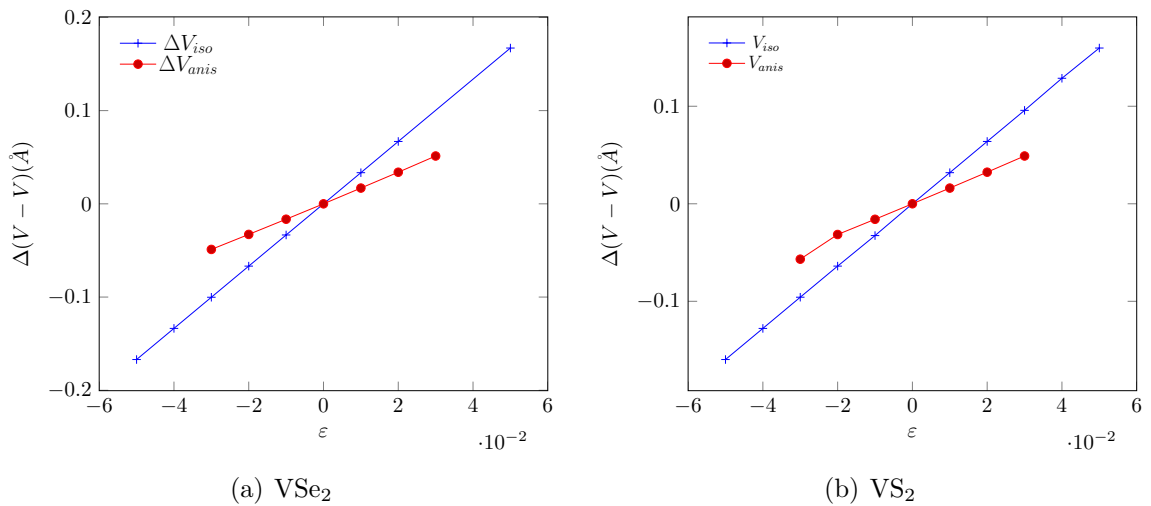 0.2
0.1
0
−0.1
−0.2
−6
−4
−2
0
2
4
6
·10⁻²
ε
Δ(V − V)(Å)
ΔV_iso
ΔV_anis
(a) VSe₂
0.1
0
−0.1
−6
−4
−2
0
2
4
6
·10⁻²
ε
Δ(V − V)(Å)
V_iso
V_anis
(b) VS₂